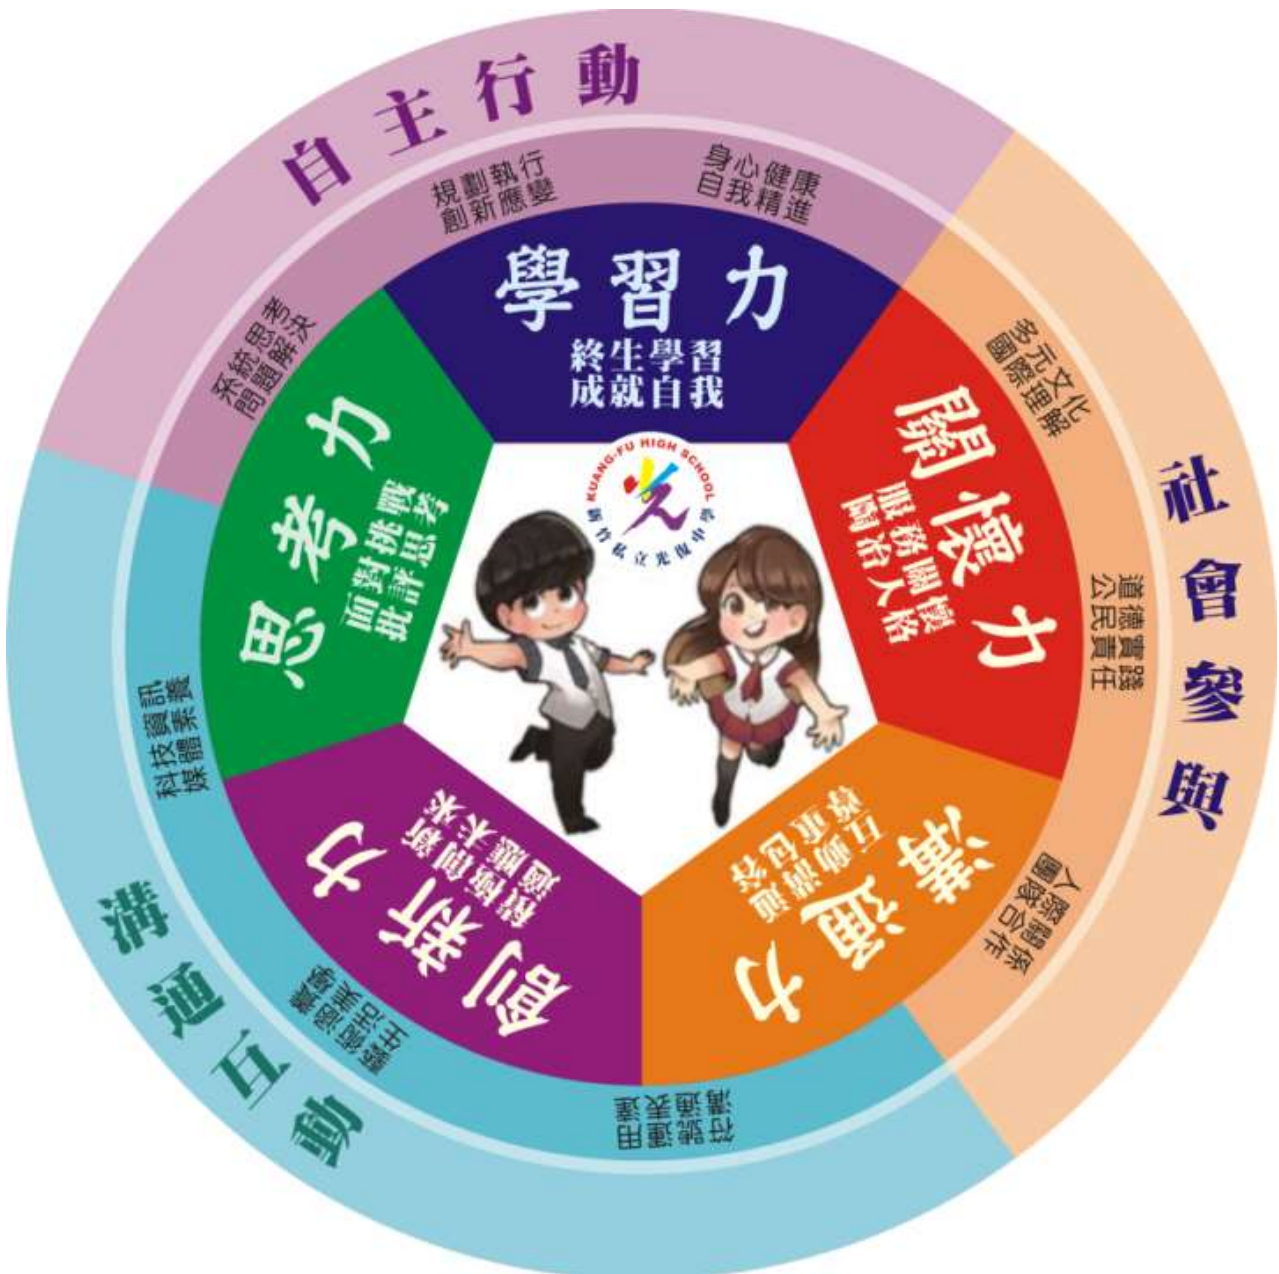 自主行動
規劃執行
創新應變
身心健康
自我精進
系統思考
問題解決
社會參與
多元文化
國際理解
道德實踐
公民責任
人際關係
團隊合作
溝通互動
科技資訊
媒體素養
藝術涵養
生活美學
符號運用
溝通表達
學習力
終生學習
成就自我
關懷力
服務關懷
陶冶人格
溝通力
互動溝通
尊重包容
創新力
積極創新
適應未來
思考力
面對挑戰
批評思考
KUANG-FU HIGH SCHOOL
新竹私立光復中學